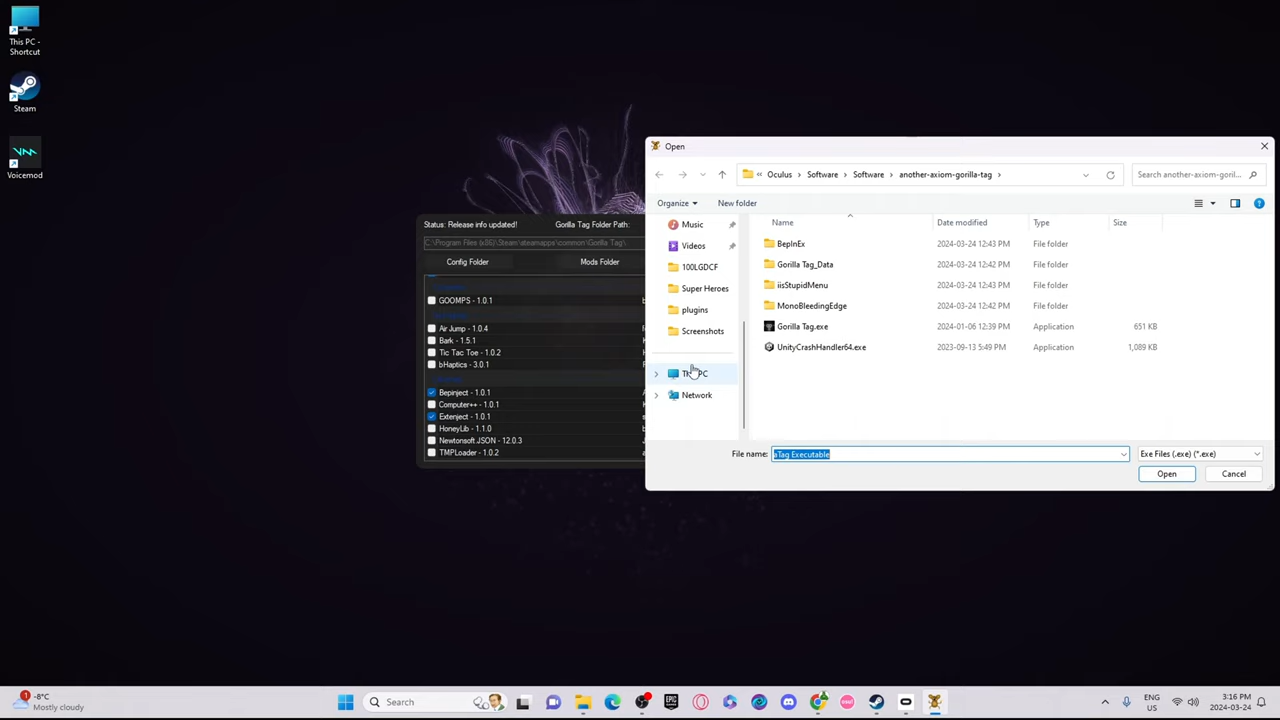 This PC -
Shortcut
Steam
Voicemod
Status: Release info updated!
Gorilla Tag Folder Path:
C:\Program Files (x86)\Steam\steamapps\common\Gorilla Tag\
Config Folder
Mods Folder
GOOMPS - 1.0.1
Air Jump - 1.0.4
Bark - 1.5.1
Tic Tac Toe - 1.0.2
bHaptics - 3.0.1
Bepinject - 1.0.1
Computer++ - 1.0.1
Extenject - 1.0.1
HoneyLib - 1.1.0
Newtonsoft.JSON - 12.0.3
TMPLoader - 1.0.2
Open
« Oculus > Software > Software > another-axiom-gorilla-tag >
Search another-axiom-goril...
Organize
New folder
Music
Videos
100LGDCF
Super Heroes
plugins
Screenshots
PC
Network
Name Date modified Type Size
BepInEx 2024-03-24 12:43 PM File folder
Gorilla Tag_Data 2024-03-24 12:42 PM File folder
iisStupidMenu 2024-03-24 12:43 PM File folder
MonoBleedingEdge 2024-03-24 12:42 PM File folder
Gorilla Tag.exe 2024-01-06 12:39 PM Application 651 KB
UnityCrashHandler64.exe 2023-09-13 5:49 PM Application 1,089 KB
File name: aTag Executable
Exe Files (.exe) (*.exe)
Open
Cancel
1
-8°C
Mostly cloudy
Search
EPIC
ENG
US
3:16 PM
2024-03-24